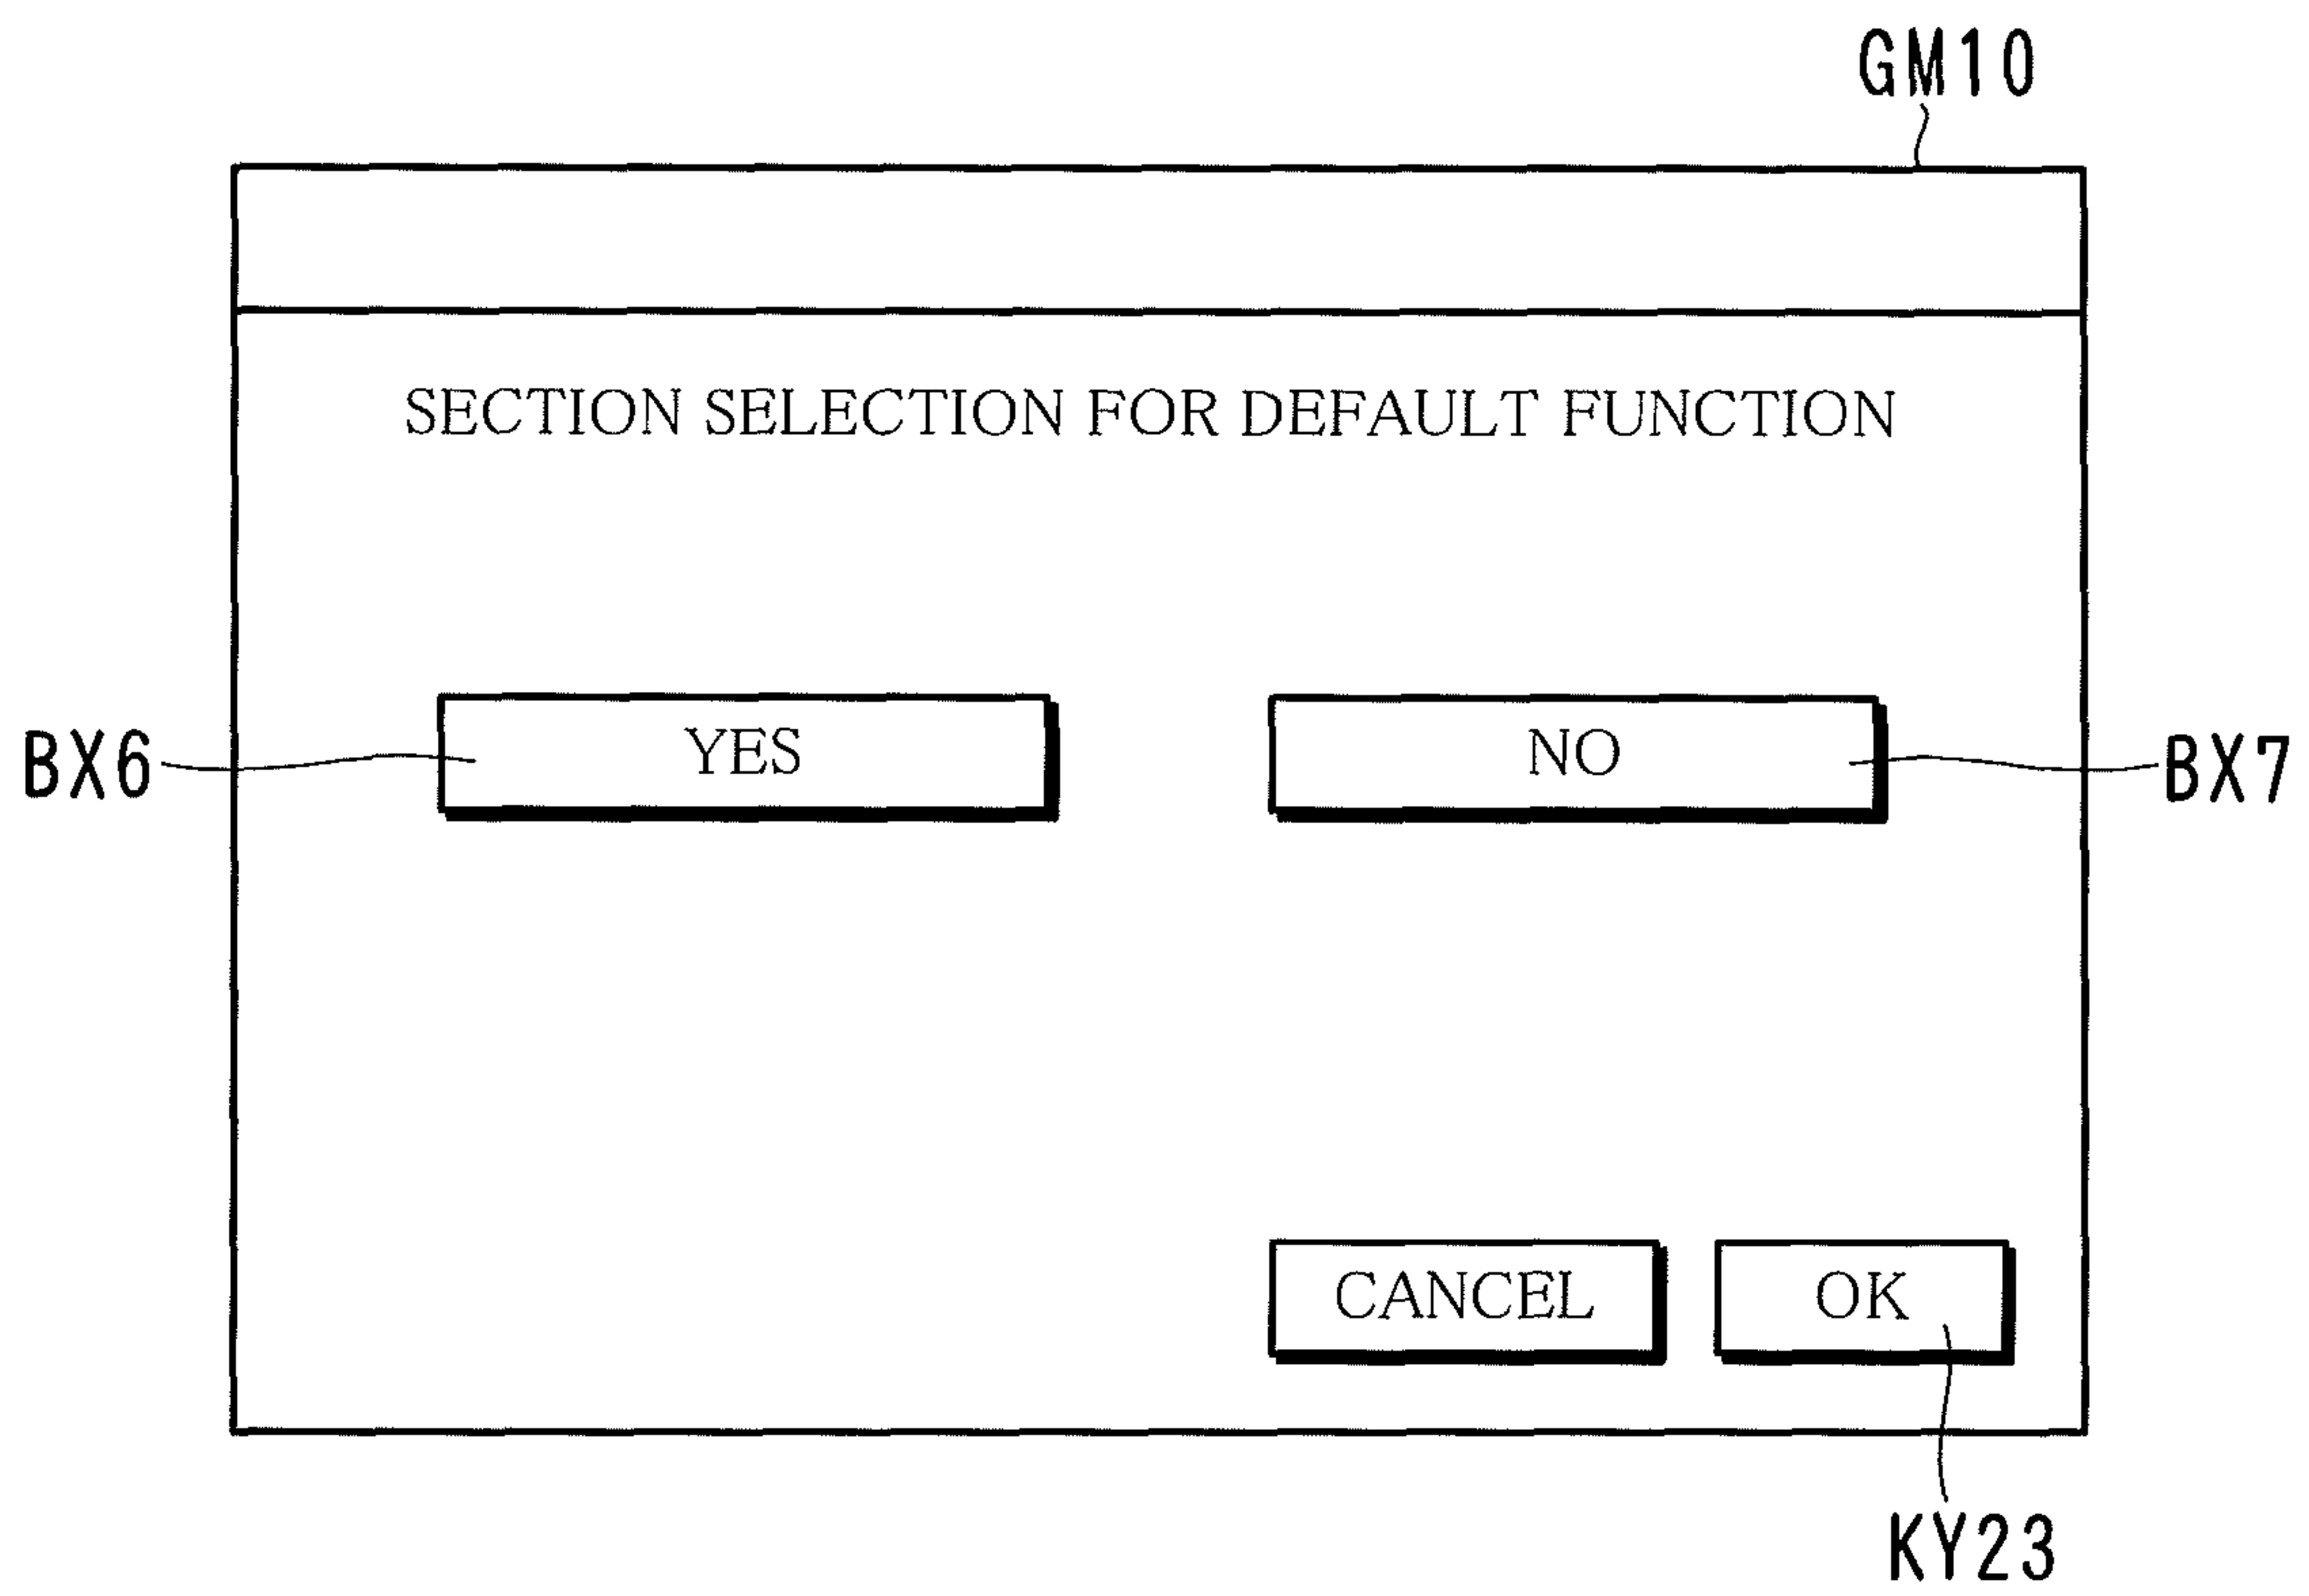 GM10
SECTION SELECTION FOR DEFAULT FUNCTION
BX6 YES NO BX7
CANCEL OK
KY23